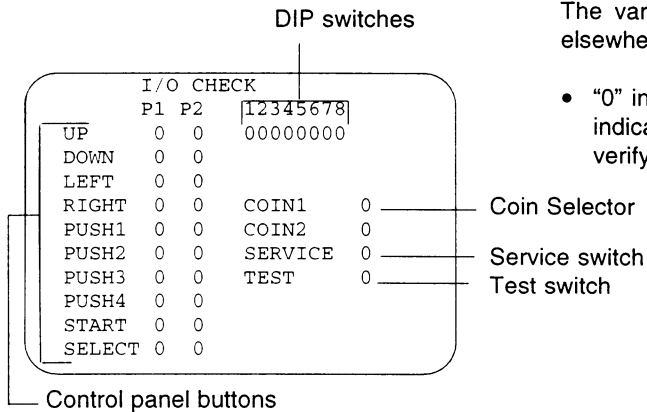 DIP switches
I/O CHECK
P1 P2 12345678
UP 0 0 00000000
DOWN 0 0
LEFT 0 0
RIGHT 0 0 COIN1 0 Coin Selector
PUSH1 0 0 COIN2 0
PUSH2 0 0 SERVICE 0 Service switch
PUSH3 0 0 TEST 0 Test switch
PUSH4 0 0
START 0 0
SELECT 0 0
Control panel buttons
The var
elsewhe
• “0” in
indica
verify